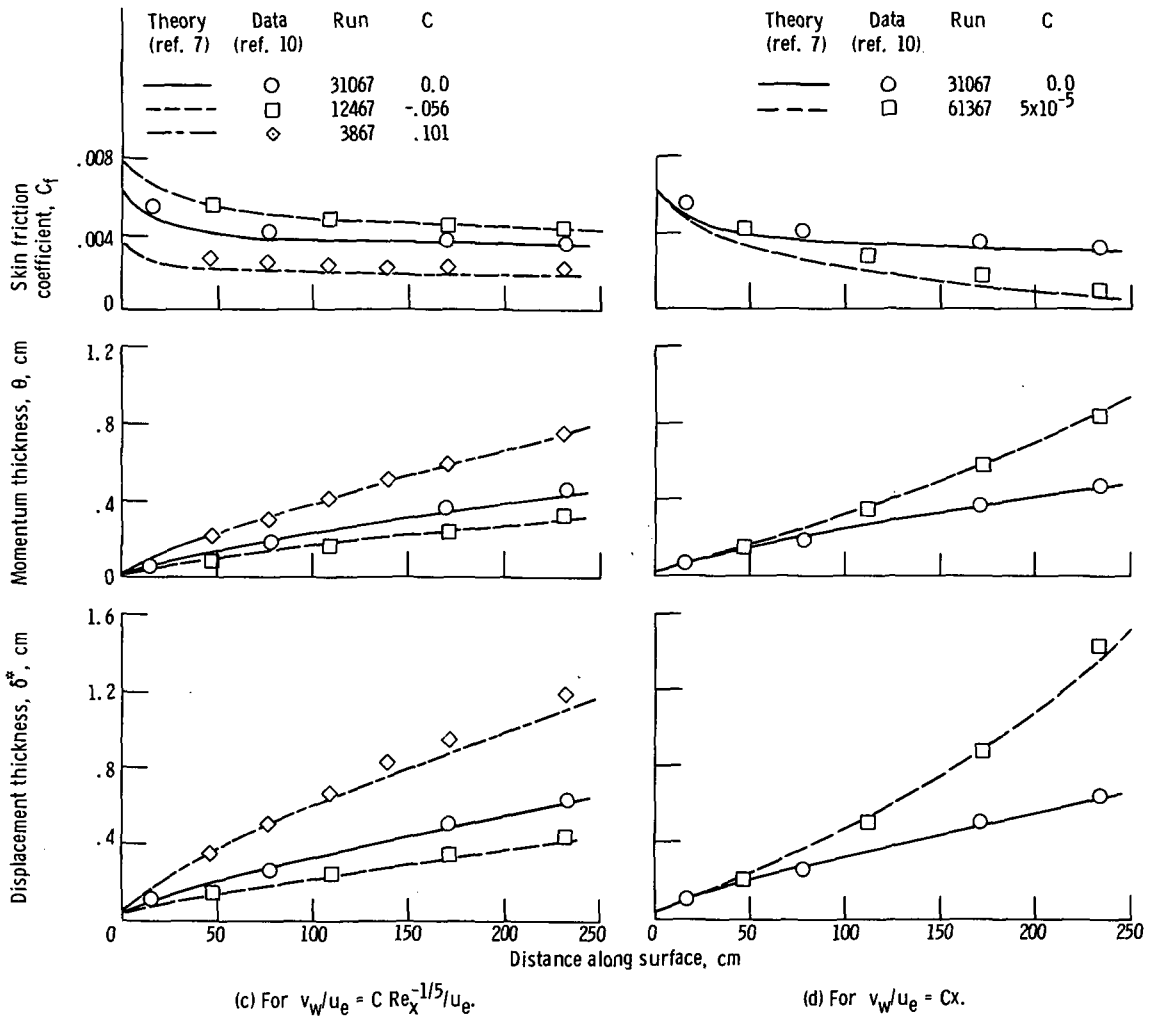 Theory Data Run C
(ref. 7) (ref. 10)
31067 0.0
12467 -.056
3867 .101
Theory Data Run C
(ref. 7) (ref. 10)
31067 0.0
61367 5x10⁻⁵
Skin friction
coefficient, C_f
.008
.004
0
Momentum thickness, θ, cm
1.2
.8
.4
0
Displacement thickness, δ*, cm
1.6
1.2
.8
.4
0 50 100 150 200 250
0 50 100 150 200 250
Distance along surface, cm
(c) For v_w/u_e = C Re_x^{-1/5}/u_e.
(d) For v_w/u_e = Cx.